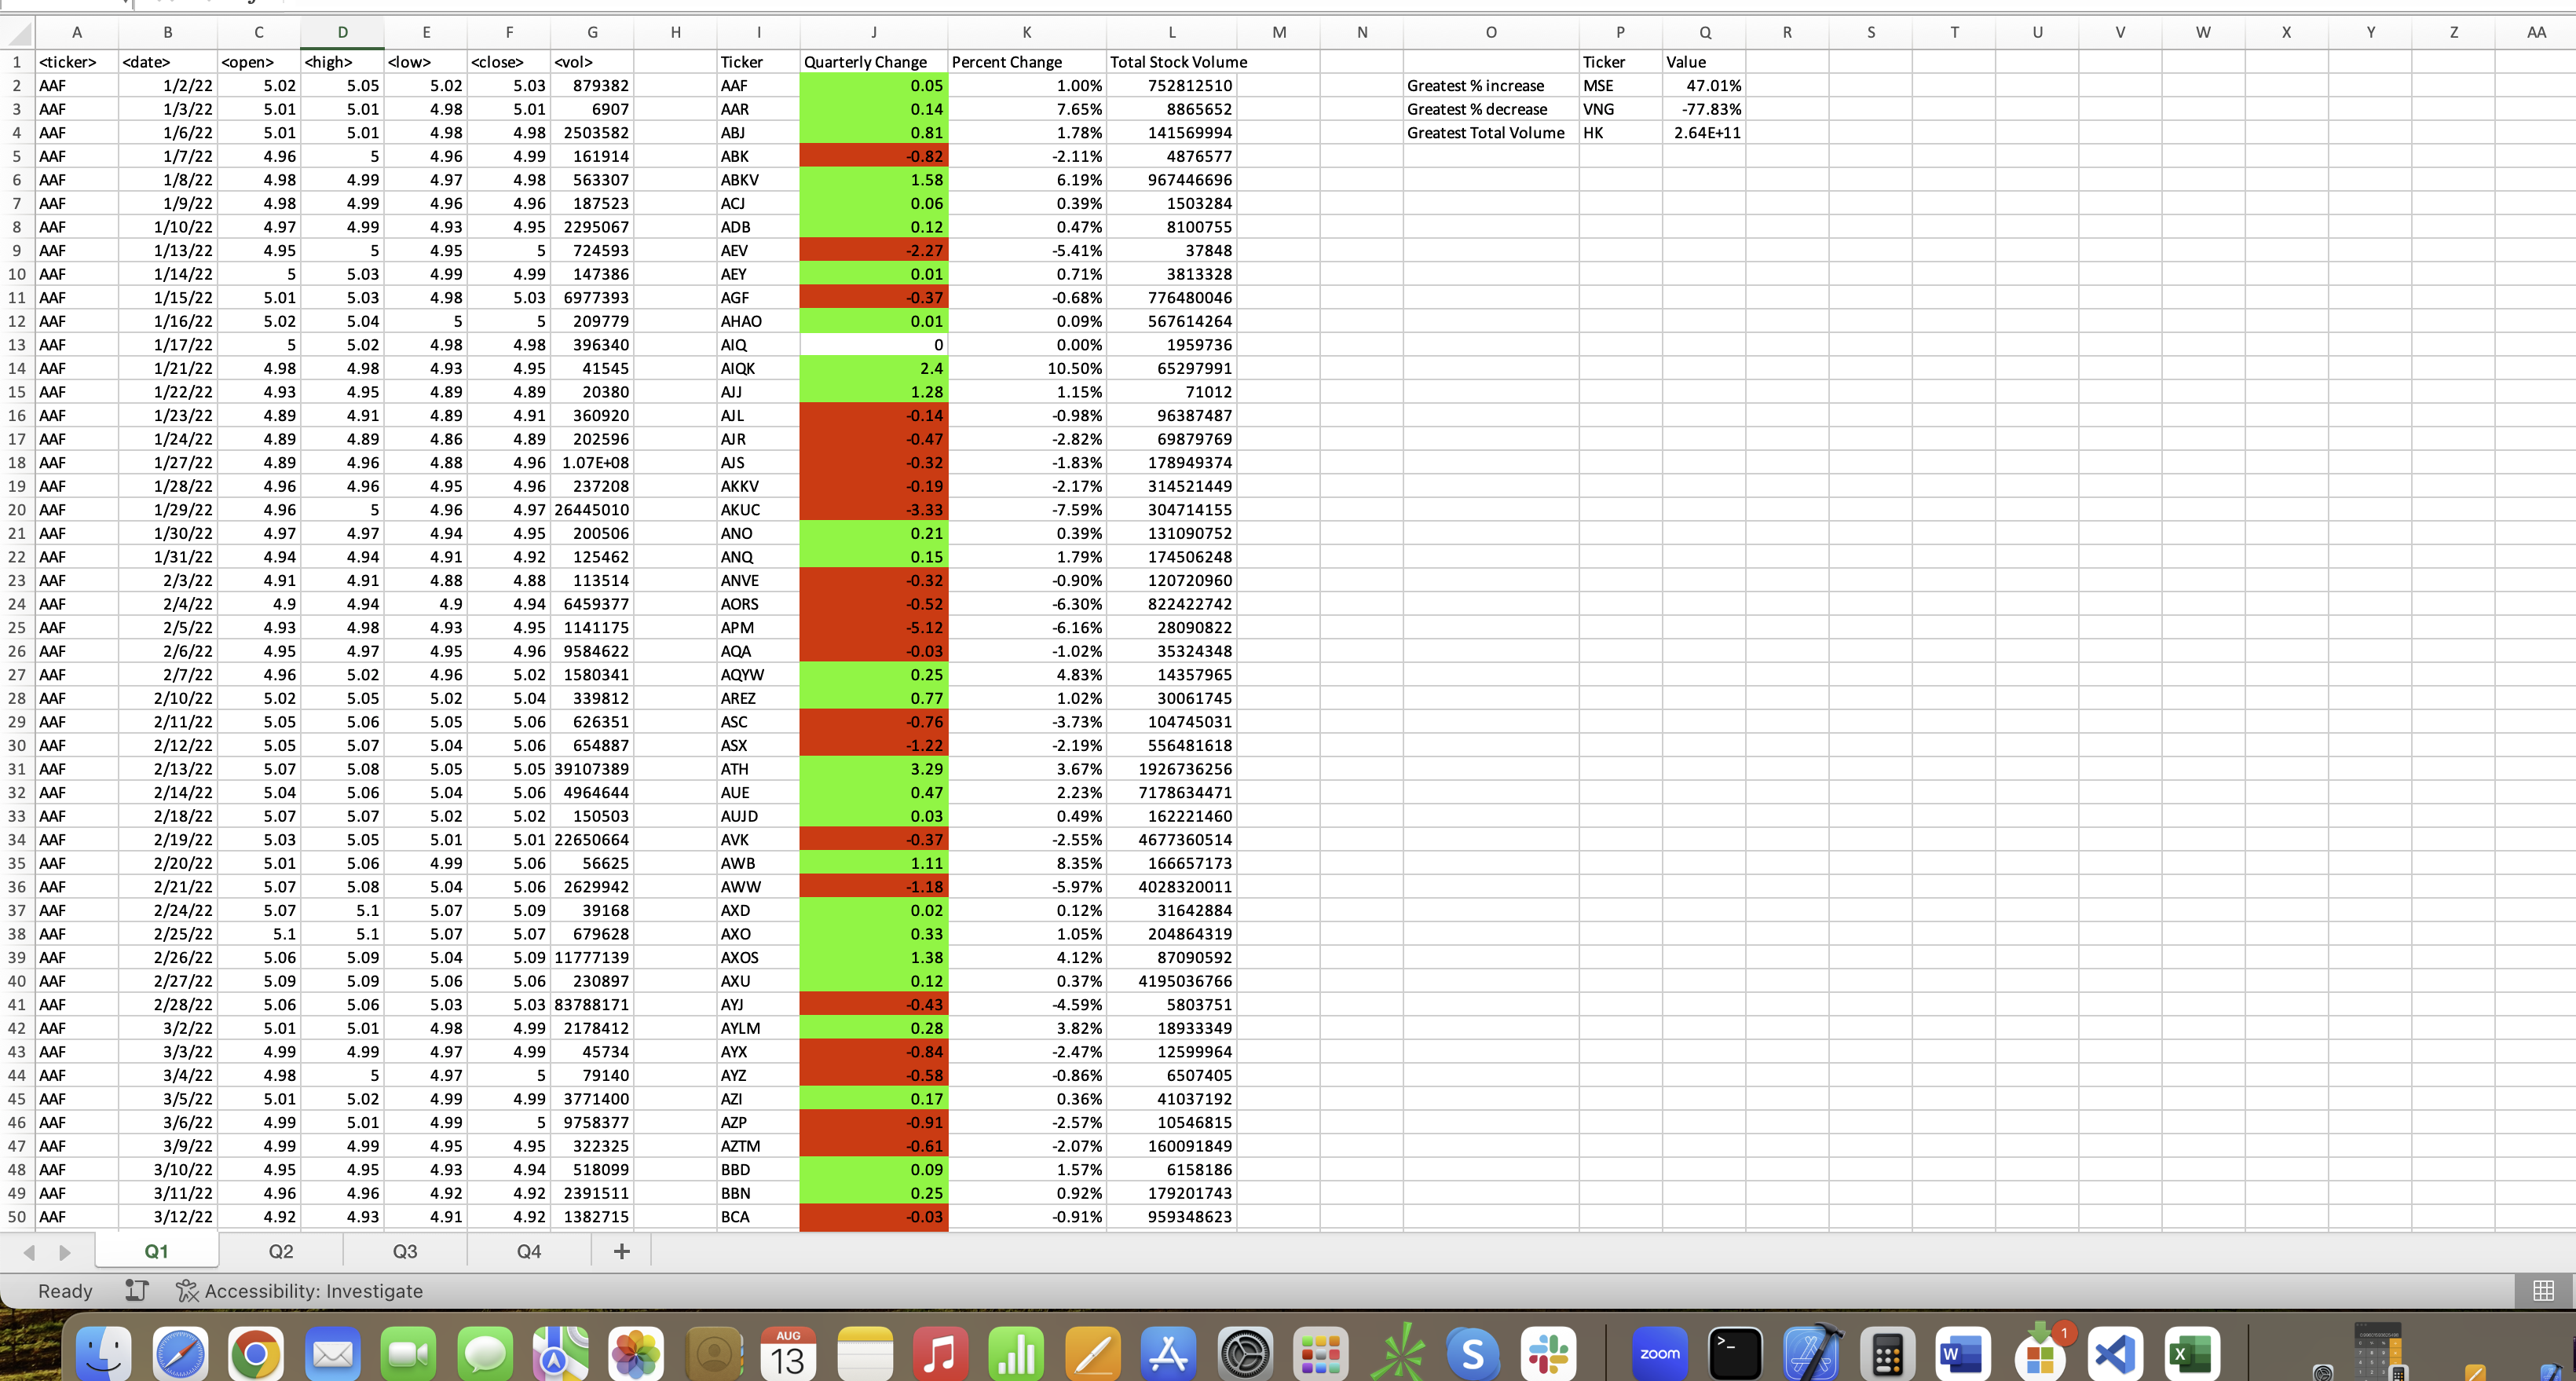 A B C D E F G H I J K L M N O P Q R S T U V W X Y Z AA
1 <ticker> <date> <open> <high> <low> <close> <vol> Ticker Quarterly Change Percent Change Total Stock Volume Ticker Value
2 AAF 1/2/22 5.02 5.05 5.02 5.03 879382 AAF 0.05 1.00% 752812510 Greatest % increase MSE 47.01%
3 AAF 1/3/22 5.01 5.01 4.98 5.01 6907 AAR 0.14 7.65% 8865652 Greatest % decrease VNG -77.83%
4 AAF 1/6/22 5.01 5.01 4.98 4.98 2503582 ABJ 0.81 1.78% 141569994 Greatest Total Volume HK 2.64E+11
5 AAF 1/7/22 4.96 5 4.96 4.99 161914 ABK -0.82 -2.11% 4876577
6 AAF 1/8/22 4.98 4.99 4.97 4.98 563307 ABKV 1.58 6.19% 967446696
7 AAF 1/9/22 4.98 4.99 4.96 4.96 187523 ACJ 0.06 0.39% 1503284
8 AAF 1/10/22 4.97 4.99 4.93 4.95 2295067 ADB 0.12 0.47% 8100755
9 AAF 1/13/22 4.95 5 4.95 5 724593 AEV -2.27 -5.41% 37848
10 AAF 1/14/22 5 5.03 4.99 4.99 147386 AEY 0.01 0.71% 3813328
11 AAF 1/15/22 5.01 5.03 4.98 5.03 6977393 AGF -0.37 -0.68% 776480046
12 AAF 1/16/22 5.02 5.04 5 5 209779 AHAO 0.01 0.09% 567614264
13 AAF 1/17/22 5 5.02 4.98 4.98 396340 AIQ 0 0.00% 1959736
14 AAF 1/21/22 4.98 4.98 4.93 4.95 41545 AIQK 2.4 10.50% 65297991
15 AAF 1/22/22 4.93 4.95 4.89 4.89 20380 AJJ 1.28 1.15% 71012
16 AAF 1/23/22 4.89 4.91 4.89 4.91 360920 AJL -0.14 -0.98% 96387487
17 AAF 1/24/22 4.89 4.89 4.86 4.89 202596 AJR -0.47 -2.82% 69879769
18 AAF 1/27/22 4.89 4.96 4.88 4.96 1.07E+08 AJS -0.32 -1.83% 178949374
19 AAF 1/28/22 4.96 4.96 4.95 4.96 237208 AKKV -0.19 -2.17% 314521449
20 AAF 1/29/22 4.96 5 4.96 4.97 26445010 AKUC -3.33 -7.59% 304714155
21 AAF 1/30/22 4.97 4.97 4.94 4.95 200506 ANO 0.21 0.39% 131090752
22 AAF 1/31/22 4.94 4.94 4.91 4.92 125462 ANQ 0.15 1.79% 174506248
23 AAF 2/3/22 4.91 4.91 4.88 4.88 113514 ANVE -0.32 -0.90% 120720960
24 AAF 2/4/22 4.9 4.94 4.9 4.94 6459377 AORS -0.52 -6.30% 822422742
25 AAF 2/5/22 4.93 4.98 4.93 4.95 1141175 APM -5.12 -6.16% 28090822
26 AAF 2/6/22 4.95 4.97 4.95 4.96 9584622 AQA -0.03 -1.02% 35324348
27 AAF 2/7/22 4.96 5.02 4.96 5.02 1580341 AQYW 0.25 4.83% 14357965
28 AAF 2/10/22 5.02 5.05 5.02 5.04 339812 AREZ 0.77 1.02% 30061745
29 AAF 2/11/22 5.05 5.06 5.05 5.06 626351 ASC -0.76 -3.73% 104745031
30 AAF 2/12/22 5.05 5.07 5.04 5.06 654887 ASX -1.22 -2.19% 556481618
31 AAF 2/13/22 5.07 5.08 5.05 5.05 39107389 ATH 3.29 3.67% 1926736256
32 AAF 2/14/22 5.04 5.06 5.04 5.06 4964644 AUE 0.47 2.23% 7178634471
33 AAF 2/18/22 5.07 5.07 5.02 5.02 150503 AUJD 0.03 0.49% 162221460
34 AAF 2/19/22 5.03 5.05 5.01 5.01 22650664 AVK -0.37 -2.55% 4677360514
35 AAF 2/20/22 5.01 5.06 4.99 5.06 56625 AWB 1.11 8.35% 166657173
36 AAF 2/21/22 5.07 5.08 5.04 5.06 2629942 AWW -1.18 -5.97% 4028320011
37 AAF 2/24/22 5.07 5.1 5.07 5.09 39168 AXD 0.02 0.12% 31642884
38 AAF 2/25/22 5.1 5.1 5.07 5.07 679628 AXO 0.33 1.05% 204864319
39 AAF 2/26/22 5.06 5.09 5.04 5.09 11777139 AXOS 1.38 4.12% 87090592
40 AAF 2/27/22 5.09 5.09 5.06 5.06 230897 AXU 0.12 0.37% 4195036766
41 AAF 2/28/22 5.06 5.06 5.03 5.03 83788171 AYJ -0.43 -4.59% 5803751
42 AAF 3/2/22 5.01 5.01 4.98 4.99 2178412 AYLM 0.28 3.82% 18933349
43 AAF 3/3/22 4.99 4.99 4.97 4.99 45734 AYX -0.84 -2.47% 12599964
44 AAF 3/4/22 4.98 5 4.97 5 79140 AYZ -0.58 -0.86% 6507405
45 AAF 3/5/22 5.01 5.02 4.99 4.99 3771400 AZI 0.17 0.36% 41037192
46 AAF 3/6/22 4.99 5.01 4.99 5 9758377 AZP -0.91 -2.57% 10546815
47 AAF 3/9/22 4.99 4.99 4.95 4.95 322325 AZTM -0.61 -2.07% 160091849
48 AAF 3/10/22 4.95 4.95 4.93 4.94 518099 BBD 0.09 1.57% 6158186
49 AAF 3/11/22 4.96 4.96 4.92 4.92 2391511 BBN 0.25 0.92% 179201743
50 AAF 3/12/22 4.92 4.93 4.91 4.92 1382715 BCA -0.03 -0.91% 959348623
Q1 Q2 Q3 Q4 +
Ready Accessibility: Investigate
AUG
13
zoom
>_
W
1
X
S